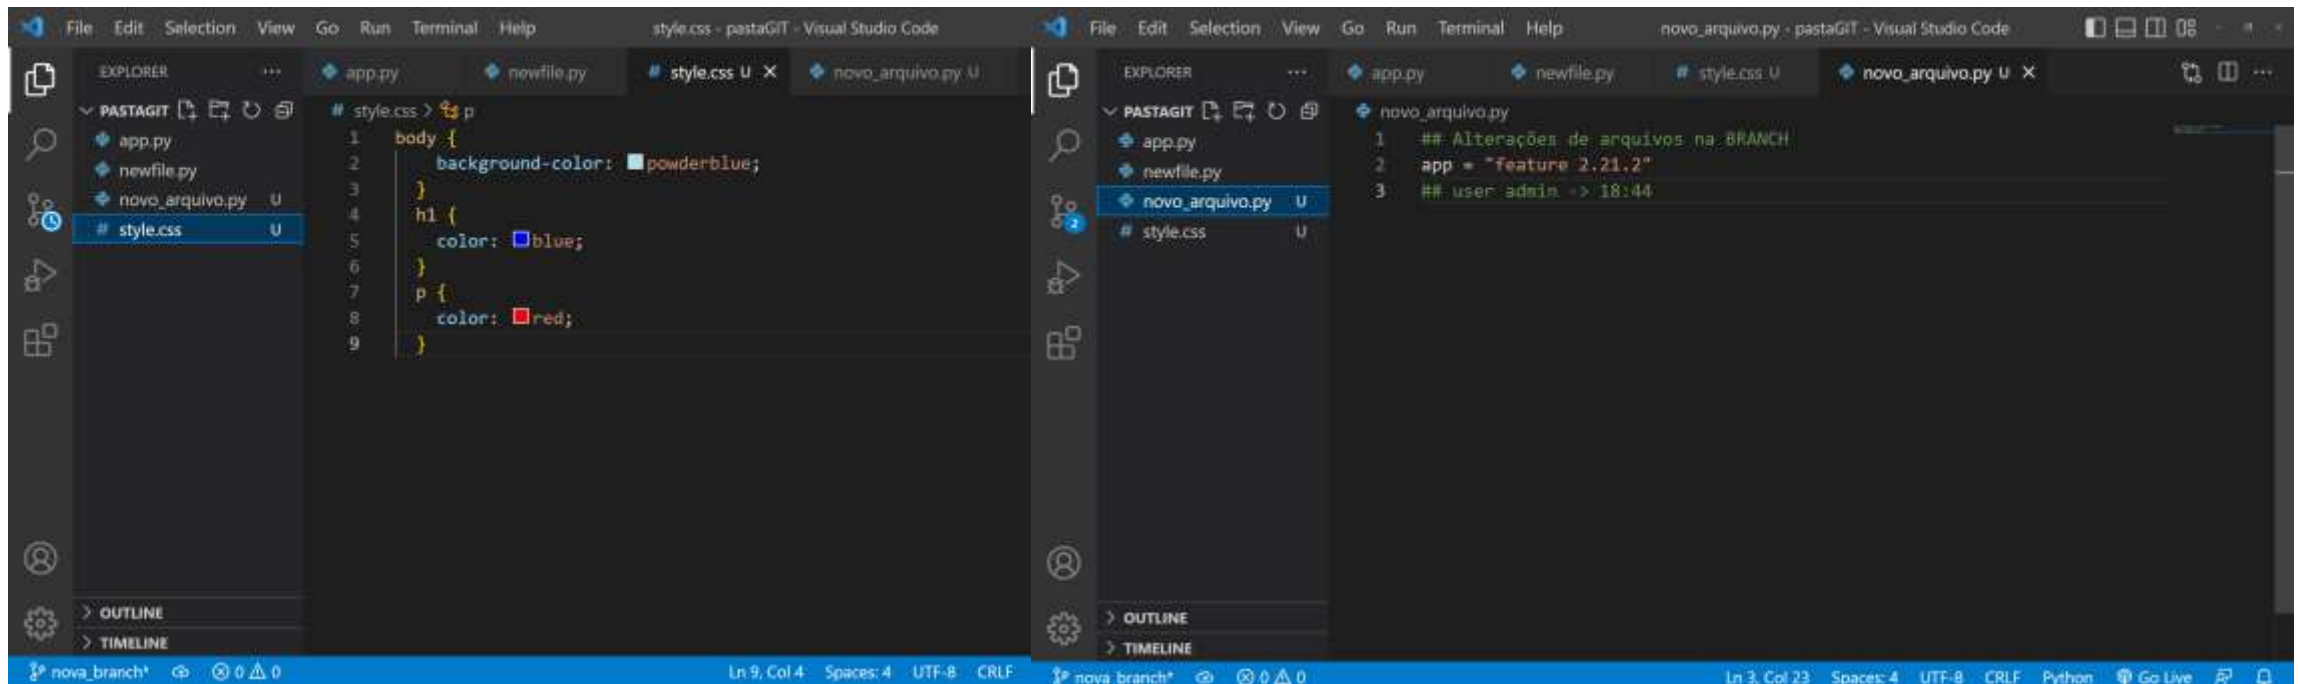 File Edit Selection View Go Run Terminal Help style.css - pastaGIT - Visual Studio Code
EXPLORER ···
app.py newfile.py # style.css U × novo_arquivo.py U
PASTAGIT
# style.css > p
app.py
newfile.py
novo_arquivo.py U
# style.css U
1 body {
2 background-color: powderblue;
3 }
4 h1 {
5 color: blue;
6 }
7 p {
8 color: red;
9 }
> OUTLINE
> TIMELINE
nova_branch* 0 0 Ln 9, Col 4 Spaces: 4 UTF-8 CRLF
File Edit Selection View Go Run Terminal Help novo_arquivo.py - pastaGIT - Visual Studio Code
EXPLORER ···
app.py newfile.py # style.css U novo_arquivo.py U × ···
PASTAGIT
novo_arquivo.py
app.py
newfile.py
novo_arquivo.py U
# style.css U
2
1 ## Alterações de arquivos na BRANCH
2 app = "feature 2.21.2"
3 ## user admin -> 18:44
> OUTLINE
> TIMELINE
nova_branch* 0 0 Ln 3, Col 23 Spaces: 4 UTF-8 CRLF Python Go Live